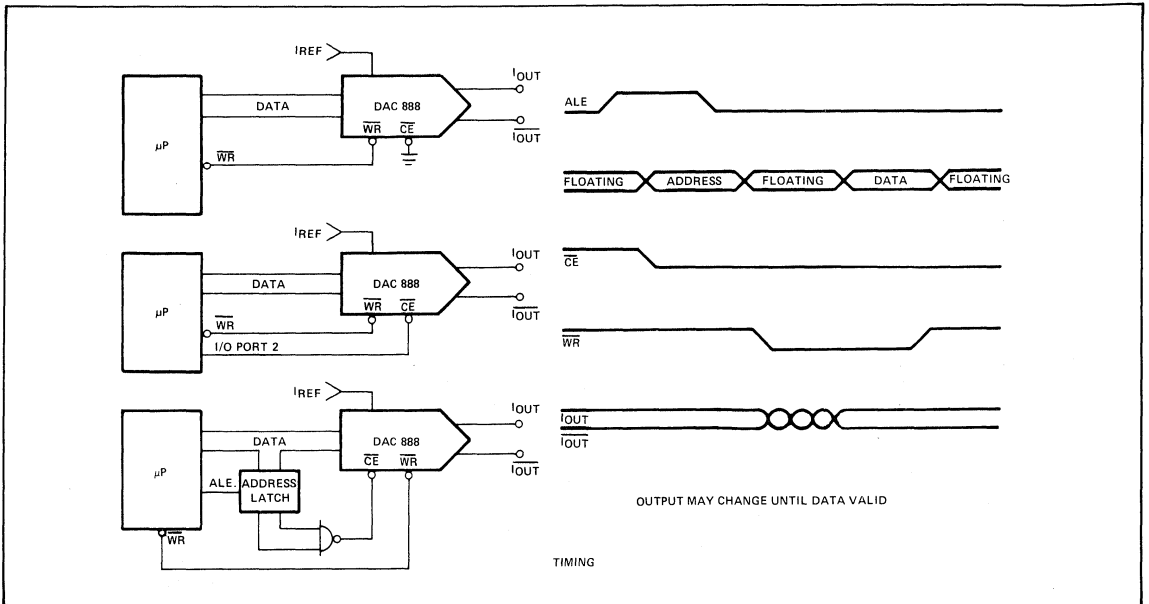 IREF
IOUT
DATA
DAC 888
WR CE
IOUT
µP
WR
IREF
IOUT
DATA
DAC 888
WR CE
IOUT
µP
WR
I/O PORT 2
IREF
IOUT
DATA
DAC 888
CE WR
IOUT
µP
ALE.
ADDRESS
LATCH
WR
ALE
FLOATING ADDRESS FLOATING DATA FLOATING
CE
WR
IOUT
IOUT
OUTPUT MAY CHANGE UNTIL DATA VALID
TIMING